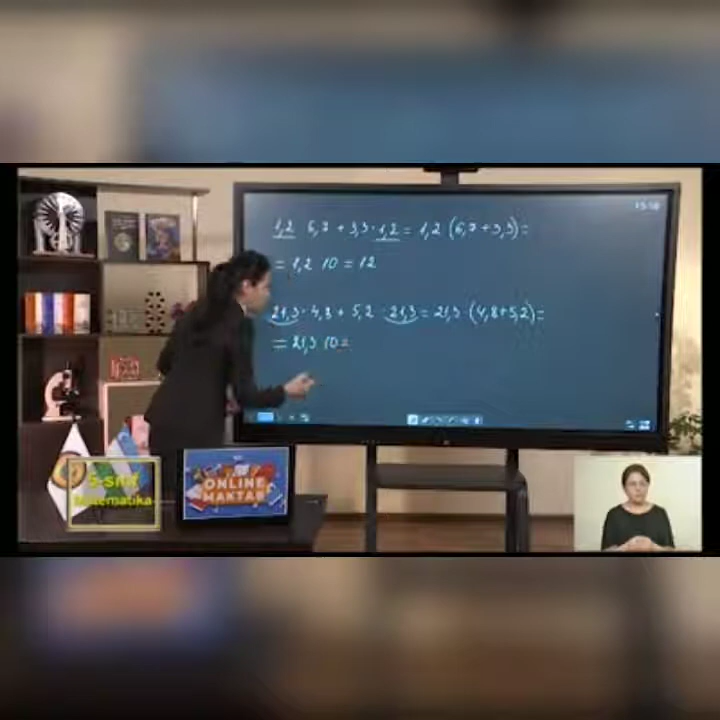 1,2 6,7 + 3,3 · 1,2 = 1,2 (6,7 + 3,3) =
= 1,2 10 = 12
21,3 · 4,8 + 5,2 · 21,3 = 21,3 · (4,8 + 5,2) =
= 21,3 10 =
5-sinf
Matematika
ONLINE
MAKTAB